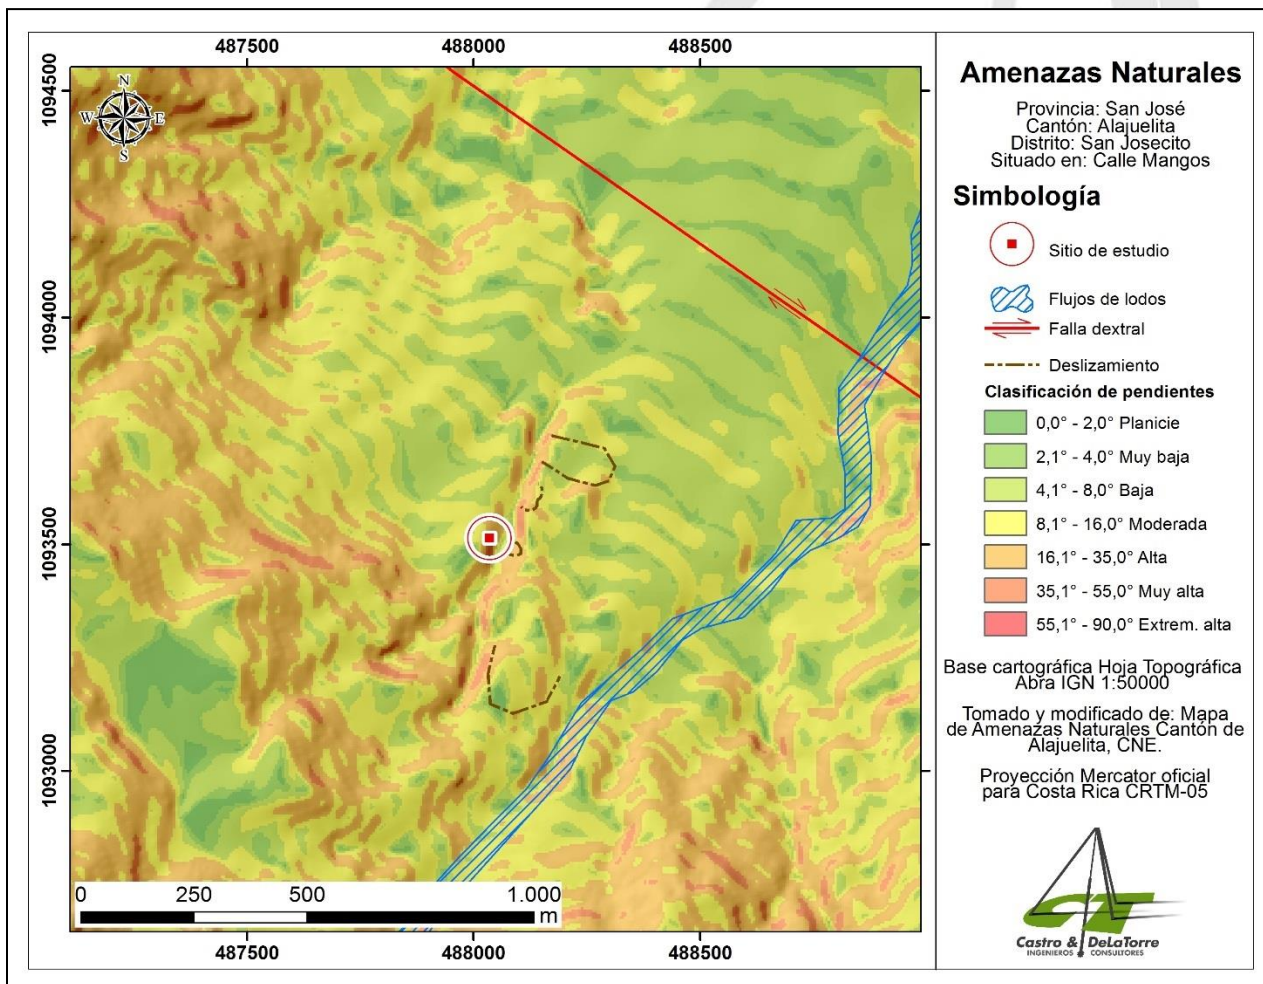 487500 488000 488500
1094500
1094000
1093500
1093000
N
W E
S
0 250 500 1.000
m
487500 488000 488500
Amenazas Naturales
Provincia: San José
Cantón: Alajuelita
Distrito: San Josecito
Situado en: Calle Mangos
Simbología
Sitio de estudio
Flujos de lodos
Falla dextral
Deslizamiento
Clasificación de pendientes
0,0° - 2,0° Planicie
2,1° - 4,0° Muy baja
4,1° - 8,0° Baja
8,1° - 16,0° Moderada
16,1° - 35,0° Alta
35,1° - 55,0° Muy alta
55,1° - 90,0° Extrem. alta
Base cartográfica Hoja Topográfica
Abra IGN 1:50000
Tomado y modificado de: Mapa
de Amenazas Naturales Cantón de
Alajuelita, CNE.
Proyección Mercator oficial
para Costa Rica CRTM-05
Castro & DeLaTorre
INGENIEROS CONSULTORES